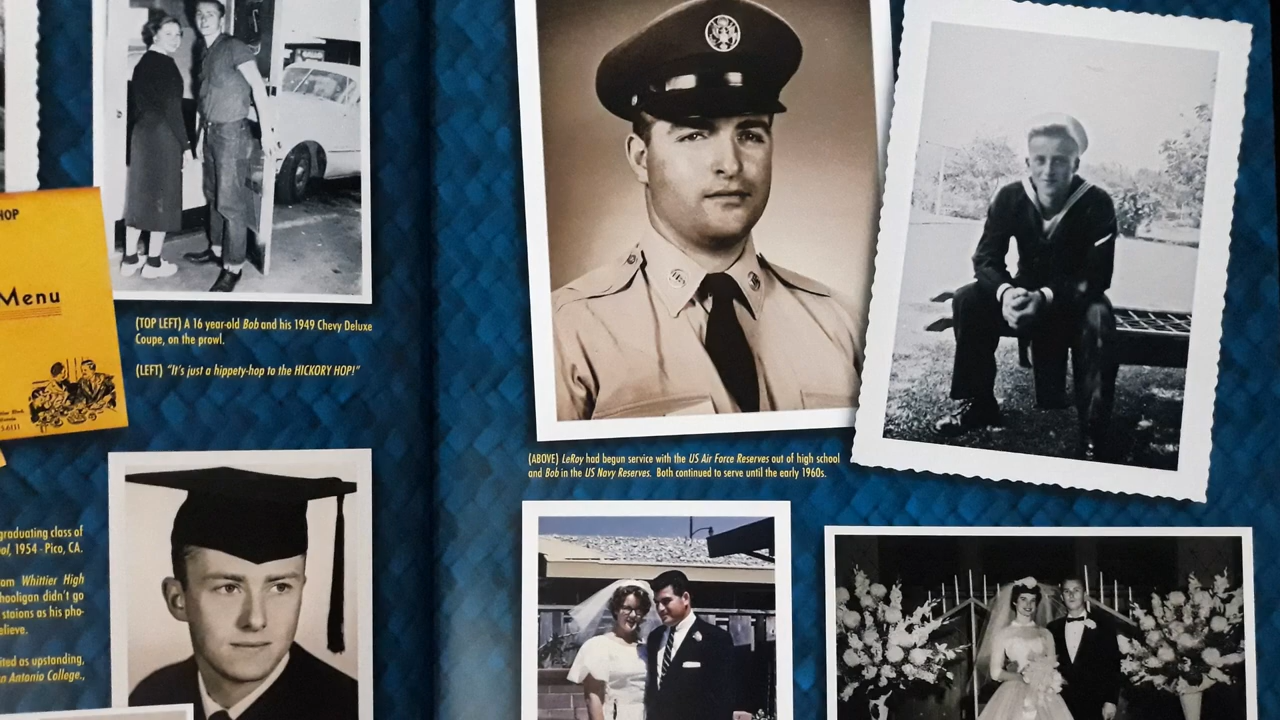 HOP
Menu
5-6111
(TOP LEFT) A 16 year-old Bob and his 1949 Chevy Deluxe
Coupe, on the prowl.
(LEFT) "It's just a hippety-hop to the HICKORY HOP!"
graduating class of
ol, 1954 - Pico, CA.
om Whittier High
hooligan didn't go
staions as his pho-
elieve.
ited as upstanding,
n Antonio College.,
(ABOVE) LeRoy had begun service with the US Air Force Reserves out of high school
and Bob in the US Navy Reserves. Both continued to serve until the early 1960s.